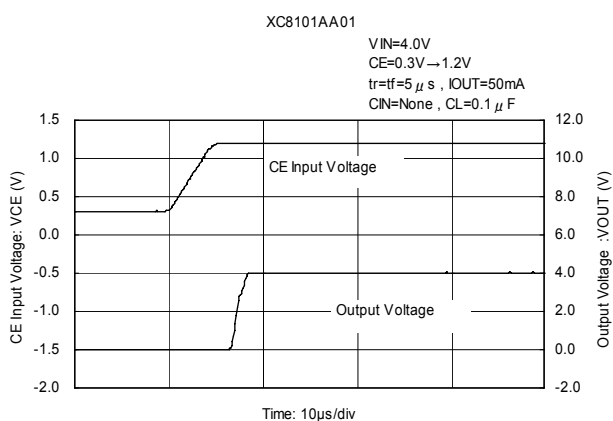 XC8101AA01
VIN=4.0V
CE=0.3V→1.2V
tr=tf=5 μ s , IOUT=50mA
CIN=None , CL=0.1 μ F
CE Input Voltage: VCE (V)
1.5
1.0
0.5
0.0
-0.5
-1.0
-1.5
-2.0
CE Input Voltage
Output Voltage
12.0
10.0
8.0
6.0
4.0
2.0
0.0
-2.0
Output Voltage :VOUT (V)
Time: 10μs/div